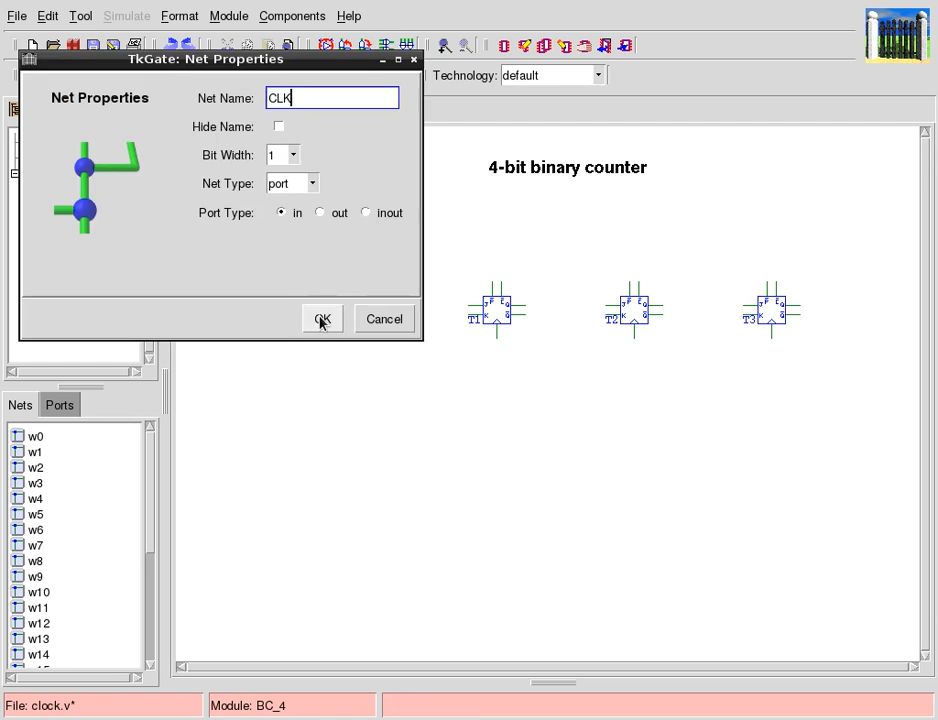 File Edit Tool Simulate Format Module Components Help
TkGate: Net Properties
Technology: default
Net Properties
Net Name: CLK
Hide Name:
Bit Width: 1
Net Type: port
Port Type: in out inout
OK Cancel
4-bit binary counter
T1 J P C Q K Q
T2 J P C Q K Q
T3 J P C Q K Q
Nets Ports
w0
w1
w2
w3
w4
w5
w6
w7
w8
w9
w10
w11
w12
w13
w14
File: clock.v*
Module: BC_4